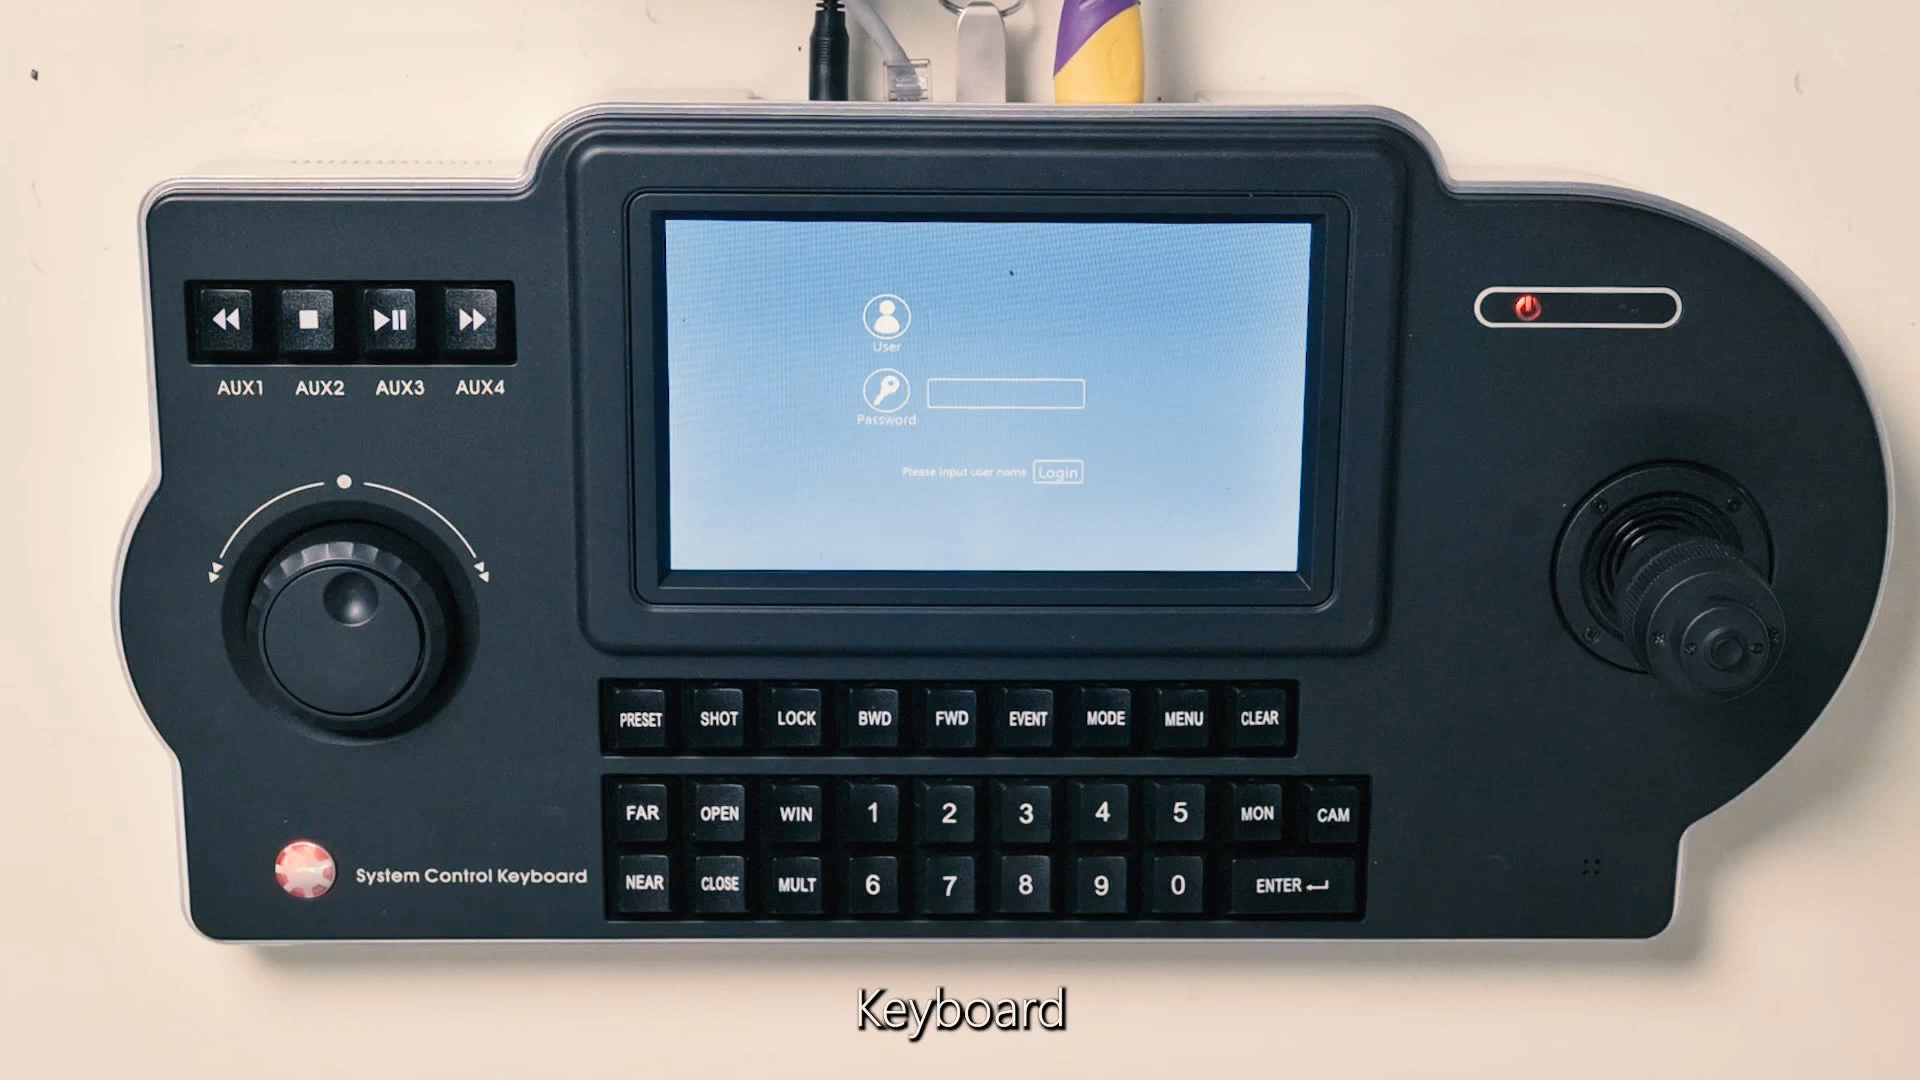 User
Password
Please input user name Login
AUX1 AUX2 AUX3 AUX4
PRESET SHOT LOCK BWD FWD EVENT MODE MENU CLEAR
FAR OPEN WIN 1 2 3 4 5 MON CAM
NEAR CLOSE MULT 6 7 8 9 0 ENTER
System Control Keyboard
Keyboard